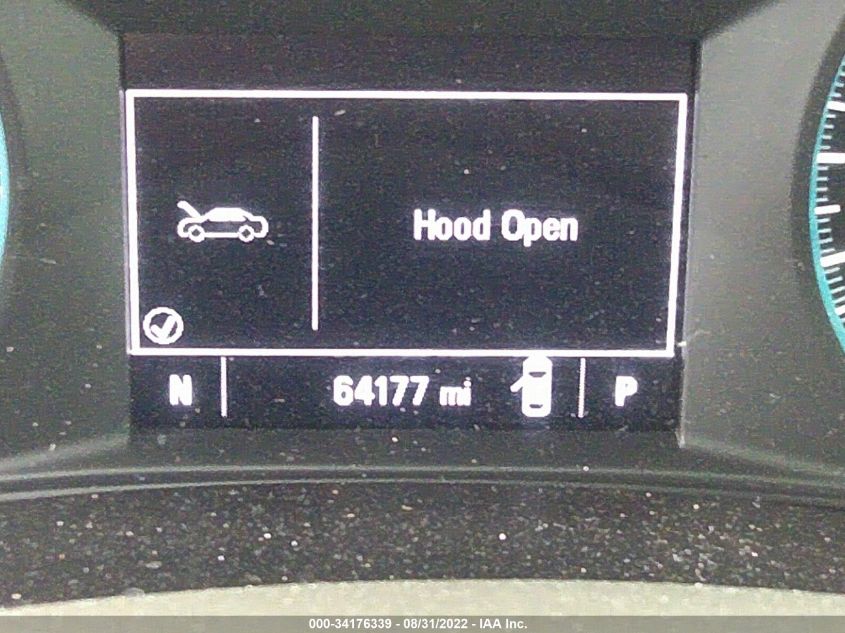 Hood Open
N 64177 mi P
000-34176339 - 08/31/2022 - IAA Inc.